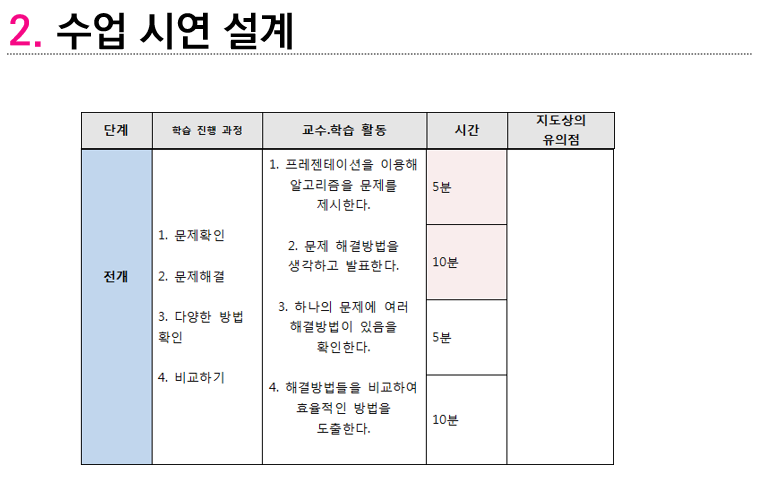 2. 수업 시연 설계
단계
학습 진행 과정
교수.학습 활동
시간
지도상의
유의점
전개
1. 문제확인
2. 문제해결
3. 다양한 방법
확인
4. 비교하기
1. 프레젠테이션을 이용해
알고리즘을 문제를
제시한다.
2. 문제 해결방법을
생각하고 발표한다.
3. 하나의 문제에 여러
해결방법이 있음을
확인한다.
4. 해결방법들을 비교하여
효율적인 방법을
도출한다.
5분
10분
5분
10분